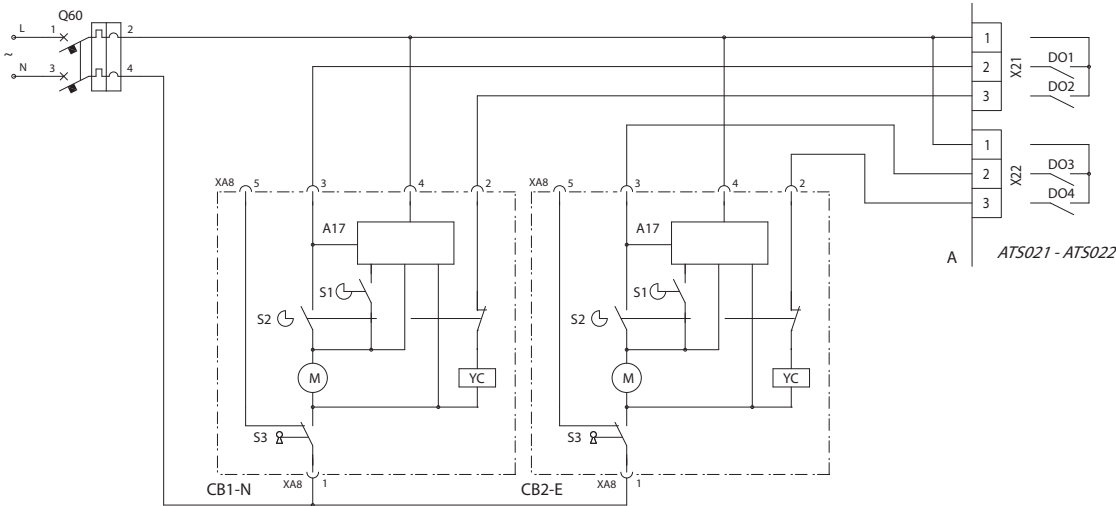 Q60
L 1 2
~
N 3 4
1
2
3
X21
DO1
DO2
1
2
3
X22
DO3
DO4
A ATS021 - ATS022
XA8 5 3 4 2
XA8 5 3 4 2
A17
A17
S1
S1
S2
S2
M
YC
M
YC
S3
S3
CB1-N XA8 1
CB2-E XA8 1